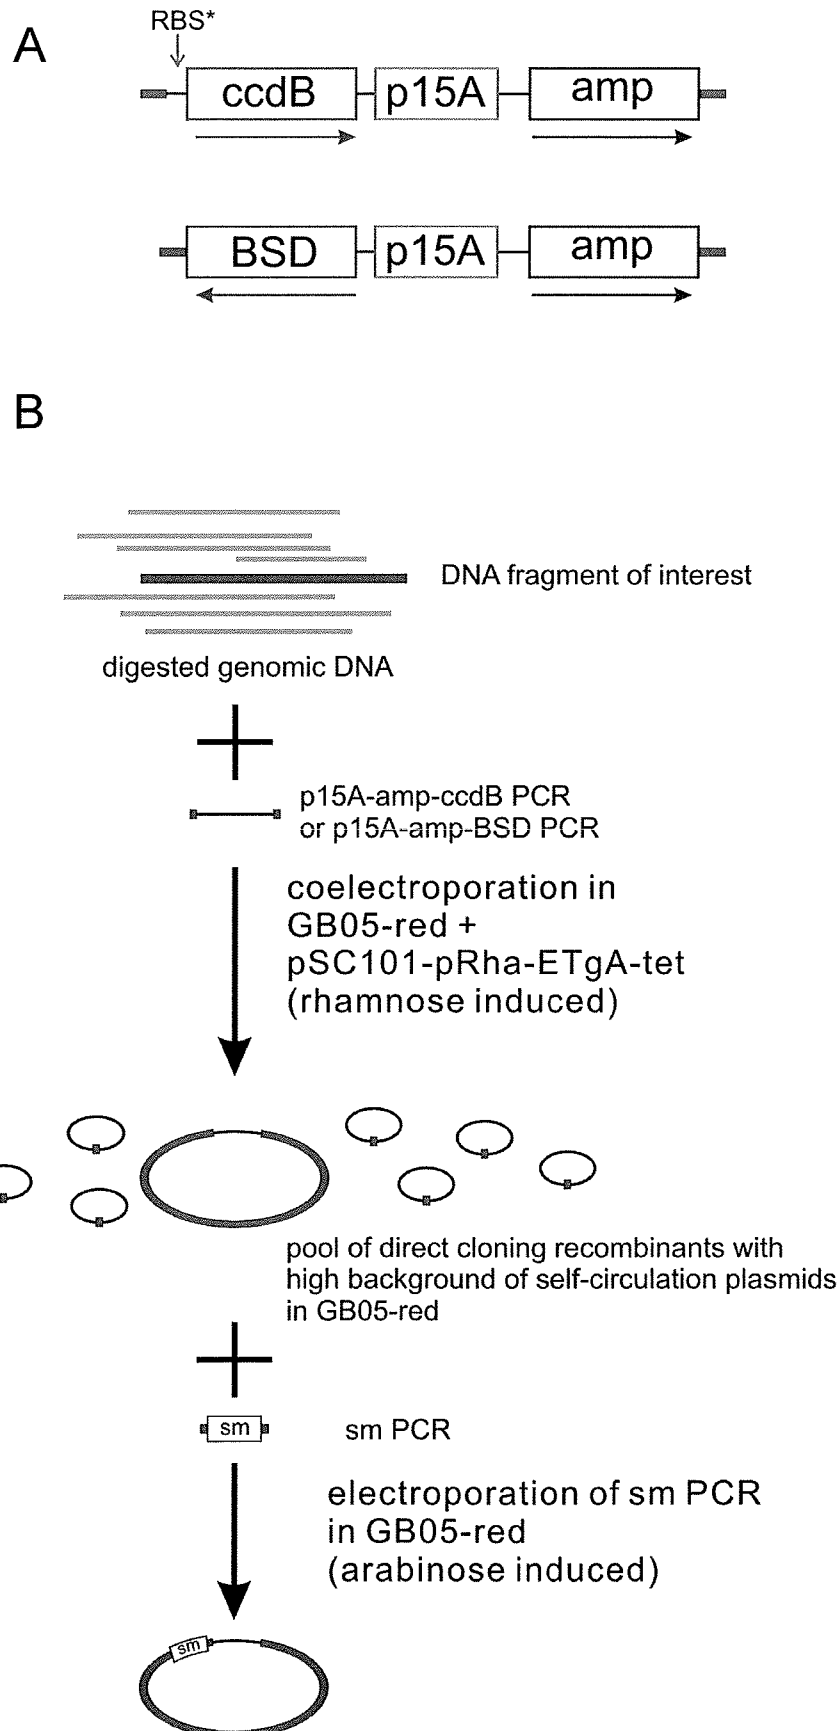 A
RBS*
ccdB p15A amp
BSD p15A amp
B
DNA fragment of interest
digested genomic DNA
p15A-amp-ccdB PCR
or p15A-amp-BSD PCR
coelectroporation in
GB05-red +
pSC101-pRha-ETgA-tet
(rhamnose induced)
pool of direct cloning recombinants with
high background of self-circulation plasmids
in GB05-red
sm
sm PCR
electroporation of sm PCR
in GB05-red
(arabinose induced)
sm